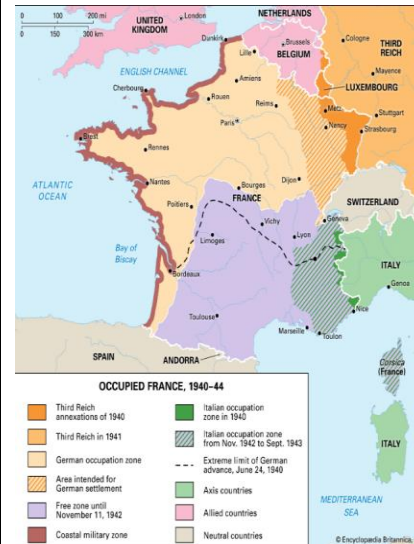 0 100 200 mi
0 150 300 km
UNITED
KINGDOM
London
NETHERLANDS
Dunkirk
Brussels
BELGIUM
Cologne
THIRD
REICH
Lille
ENGLISH CHANNEL
Amiens
LUXEMBOURG
Mayence
Cherbourg
Rouen
Reims
Metz
Stuttgart
Paris
Nancy
Strasbourg
Brest
Rennes
ATLANTIC
OCEAN
Nantes
Bourges
Dijon
SWITZERLAND
FRANCE
Poitiers
Geneva
Vichy
Bay of
Biscay
Limoges
Lyon
ITALY
Bordeaux
Genoa
Toulouse
Nice
Marseille
Toulon
SPAIN
ANDORRA
Corsica
(France)
ITALY
MEDITERRANEAN
SEA
OCCUPIED FRANCE, 1940–44
Third Reich
annexations of 1940
Third Reich in 1941
German occupation zone
Area intended for
German settlement
Free zone until
November 11, 1942
Coastal military zone
Italian occupation
zone in 1940
Italian occupation zone
from Nov. 1942 to Sept. 1943
Extreme limit of German
advance, June 24, 1940
Axis countries
Allied countries
Neutral countries
© Encyclopædia Britannica,